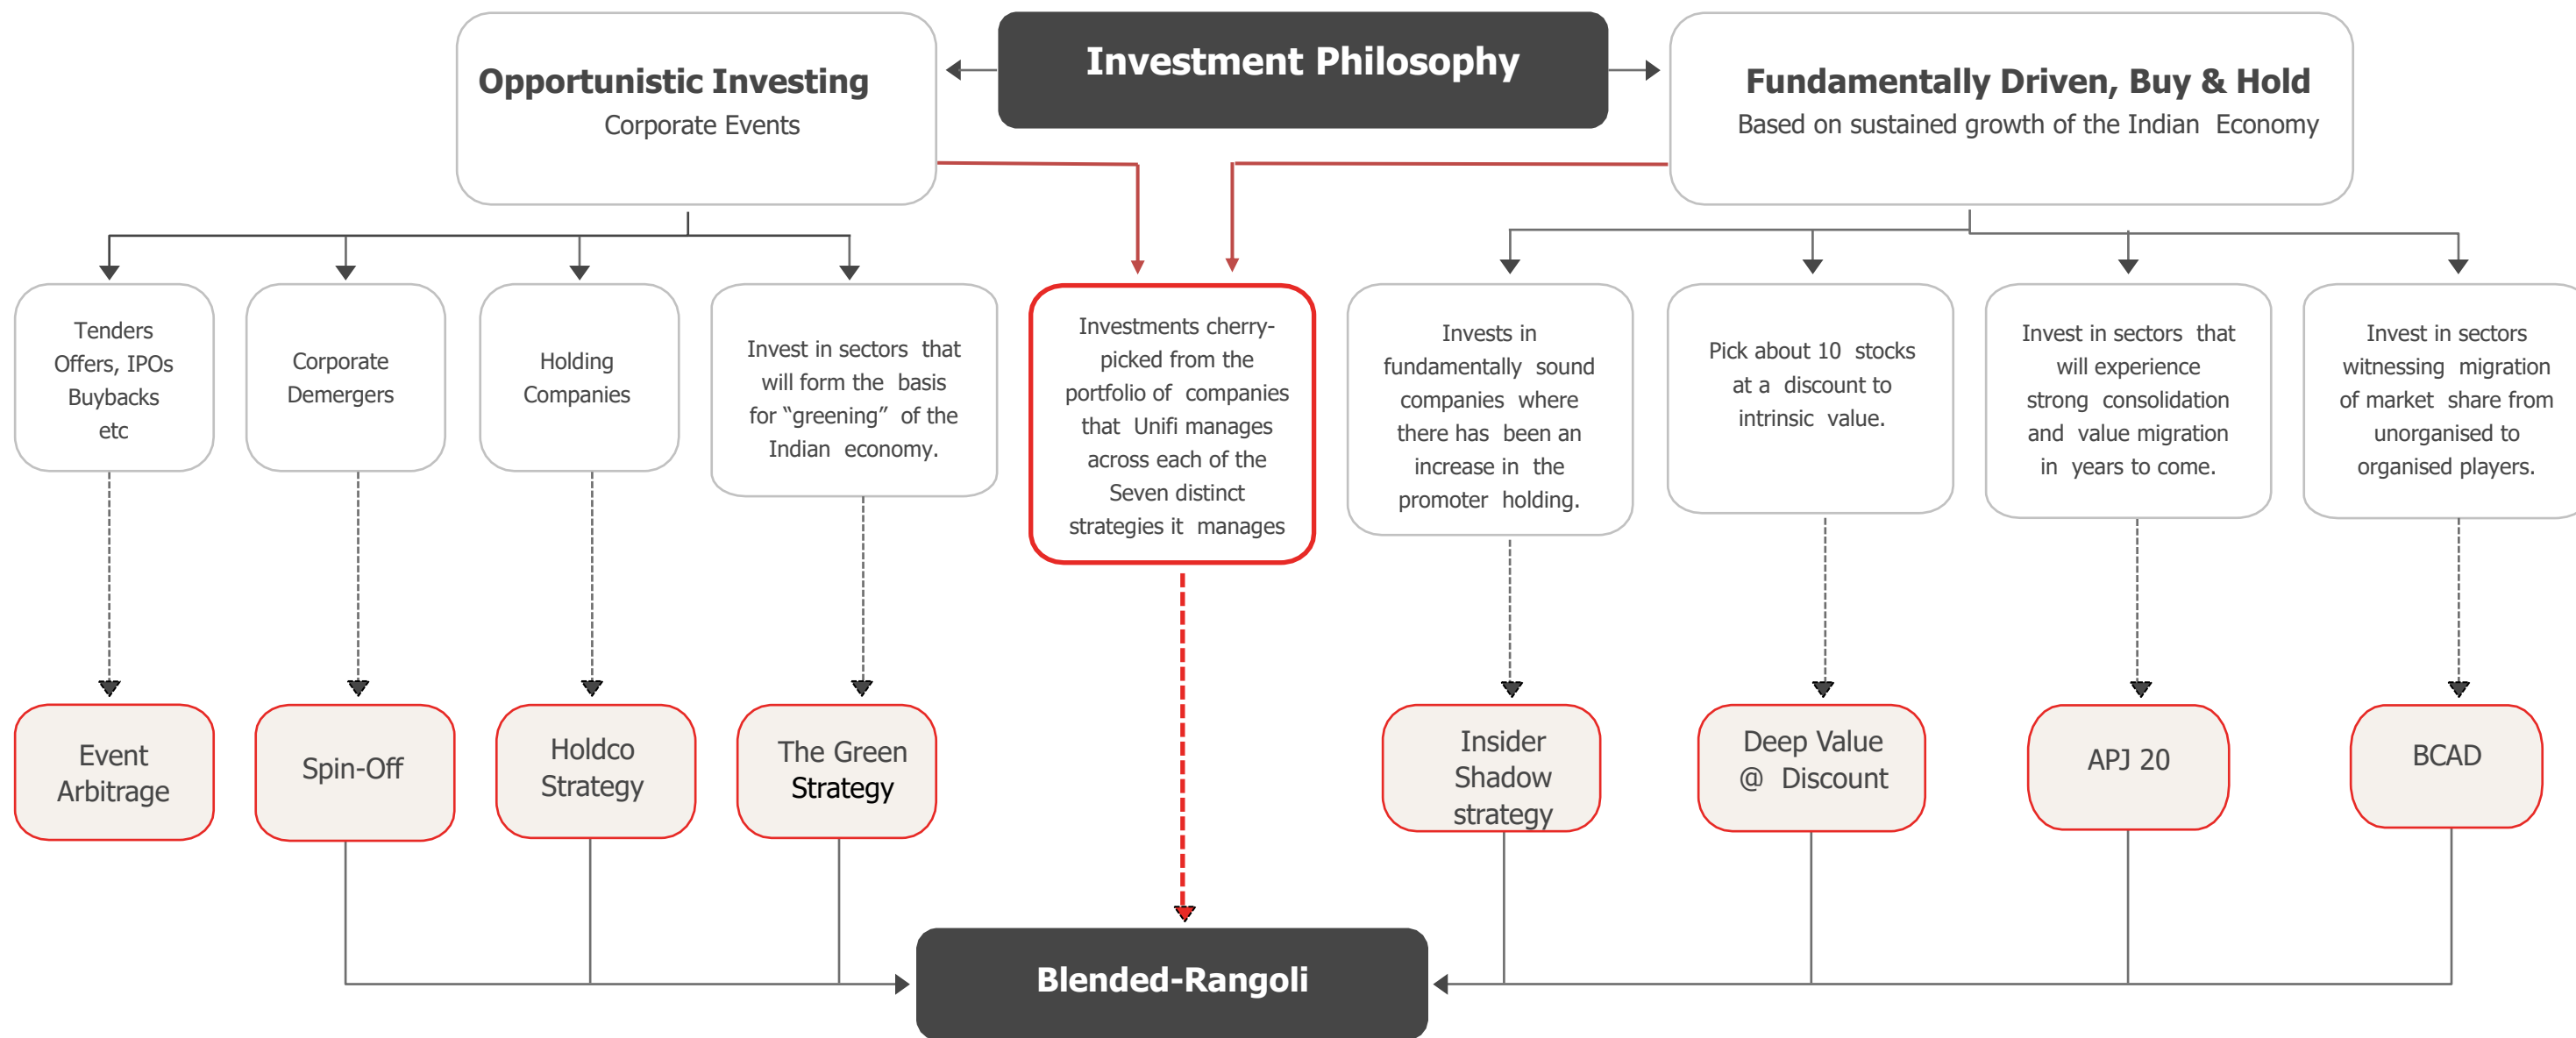 Investment Philosophy
Opportunistic Investing
Corporate Events
Fundamentally Driven, Buy & Hold
Based on sustained growth of the Indian Economy
Tenders
Offers, IPOs
Buybacks
etc
Corporate
Demergers
Holding
Companies
Invest in sectors that
will form the basis
for “greening” of the
Indian economy.
Investments cherry-
picked from the
portfolio of companies
that Unifi manages
across each of the
Seven distinct
strategies it manages
Invests in
fundamentally sound
companies where
there has been an
increase in the
promoter holding.
Pick about 10 stocks
at a discount to
intrinsic value.
Invest in sectors that
will experience
strong consolidation
and value migration
in years to come.
Invest in sectors
witnessing migration
of market share from
unorganised to
organised players.
Event
Arbitrage
Spin-Off
Holdco
Strategy
The Green
Strategy
Insider
Shadow
strategy
Deep Value
@ Discount
APJ 20
BCAD
Blended-Rangoli